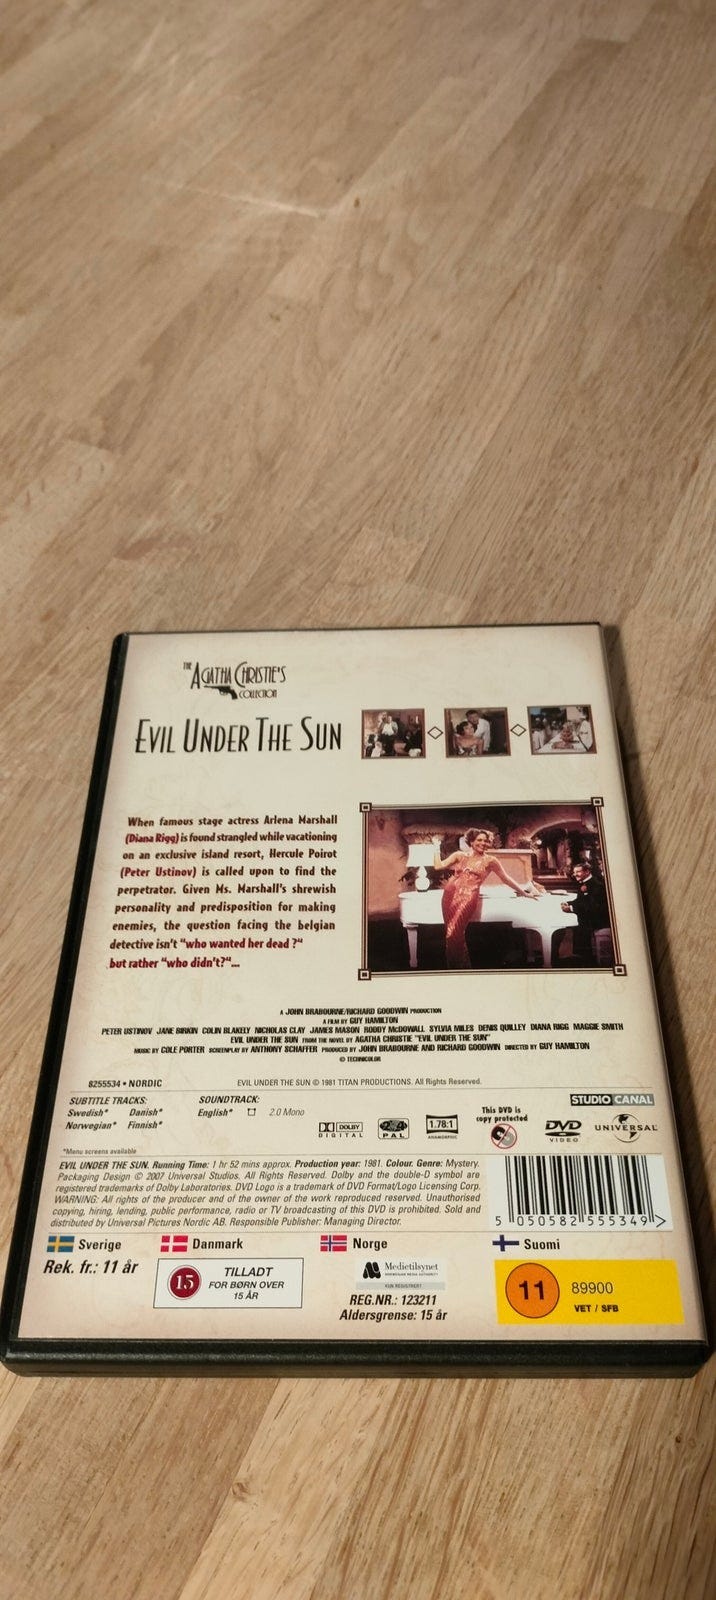 THE AGATHA CHRISTIE'S
COLLECTION
EVIL UNDER THE SUN
When famous stage actress Arlena Marshall
(Diana Rigg) is found strangled while vacationing
on an exclusive island resort, Hercule Poirot
(Peter Ustinov) is called upon to find the
perpetrator. Given Ms. Marshall's shrewish
personality and predisposition for making
enemies, the question facing the belgian
detective isn't "who wanted her dead ?"
but rather "who didn't?"...
A JOHN BRABOURNE/RICHARD GOODWIN PRODUCTION
A FILM BY GUY HAMILTON
PETER USTINOV JANE BIRKIN COLIN BLAKELY NICHOLAS CLAY JAMES MASON RODDY McDOWALL SYLVIA MILES DENIS QUILLEY DIANA RIGG MAGGIE SMITH
EVIL UNDER THE SUN FROM THE NOVEL BY AGATHA CHRISTIE "EVIL UNDER THE SUN"
MUSIC BY COLE PORTER SCREENPLAY BY ANTHONY SCHAFFER PRODUCED BY JOHN BRABOURNE AND RICHARD GOODWIN DIRECTED BY GUY HAMILTON
© TECHNICOLOR
8255534 • NORDIC
EVIL UNDER THE SUN © 1981 TITAN PRODUCTIONS. All Rights Reserved.
SUBTITLE TRACKS:
Swedish* Danish*
Norwegian* Finnish*
SOUNDTRACK:
English* 2.0 Mono
DOLBY
DIGITAL
PAL
1.78:1
ANAMORPHIC
This DVD is
copy protected
STUDIO CANAL
DVD
VIDEO
UNIVERSAL
*Menu screens available
EVIL UNDER THE SUN. Running Time: 1 hr 52 mins approx. Production year: 1981. Colour. Genre: Mystery.
Packaging Design © 2007 Universal Studios. All Rights Reserved. Dolby and the double-D symbol are
registered trademarks of Dolby Laboratories. DVD Logo is a trademark of DVD Format/Logo Licensing Corp.
WARNING: All rights of the producer and of the owner of the work reproduced reserved. Unauthorised
copying, hiring, lending, public performance, radio or TV broadcasting of this DVD is prohibited. Sold and
distributed by Universal Pictures Nordic AB. Responsible Publisher: Managing Director.
5 050582 555349 >
Sverige
Rek. fr.: 11 år
Danmark
15
TILLADT
FOR BØRN OVER
15 ÅR
Norge
Medietilsynet
NORWEGIAN MEDIA AUTHORITY
KUN REGISTRERT
REG.NR.: 123211
Aldersgrense: 15 år
Suomi
11
89900
VET / SFB